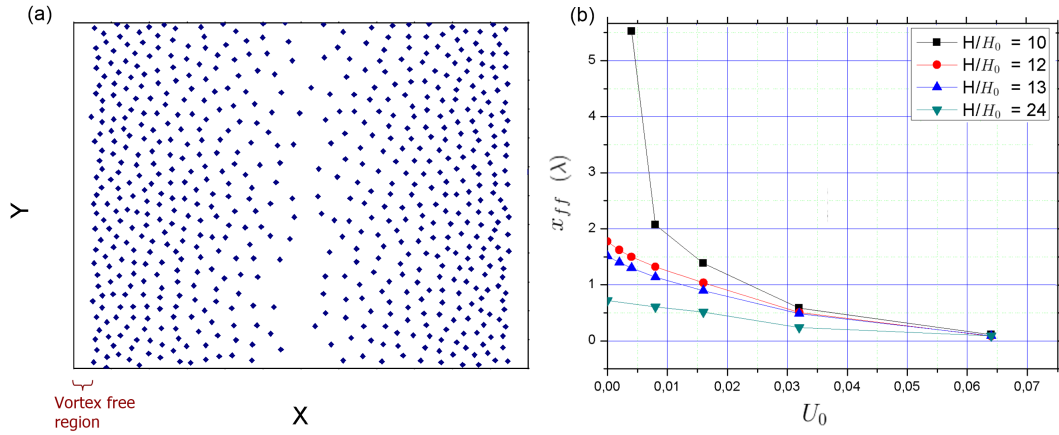 (a)
Y
X
Vortex free
region
(b)
x_ff (λ)
5
4
3
2
1
0
0,00 0,01 0,02 0,03 0,04 0,05 0,06 0,07
U₀
H/H₀ = 10
H/H₀ = 12
H/H₀ = 13
H/H₀ = 24